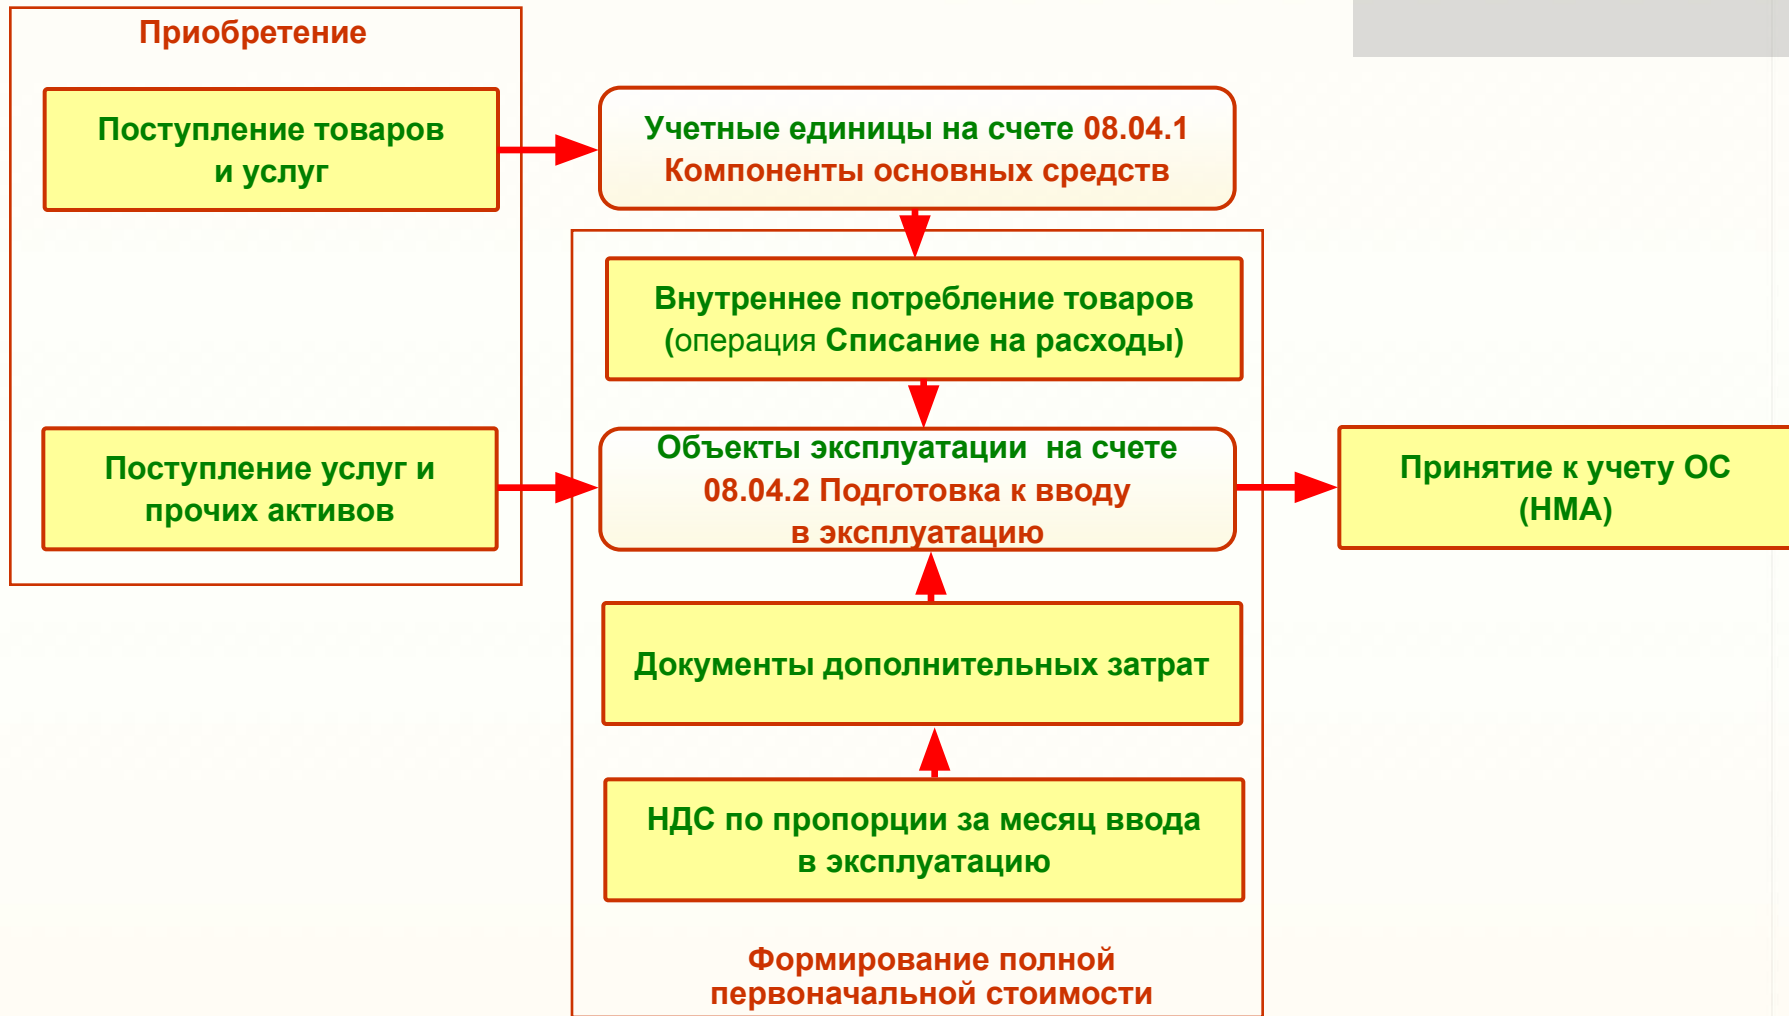 Приобретение
Поступление товаров
и услуг
Учетные единицы на счете 08.04.1
Компоненты основных средств
Внутреннее потребление товаров
(операция Списание на расходы)
Поступление услуг и
прочих активов
Объекты эксплуатации на счете
08.04.2 Подготовка к вводу
в эксплуатацию
Принятие к учету ОС
(НМА)
Документы дополнительных затрат
НДС по пропорции за месяц ввода
в эксплуатацию
Формирование полной
первоначальной стоимости